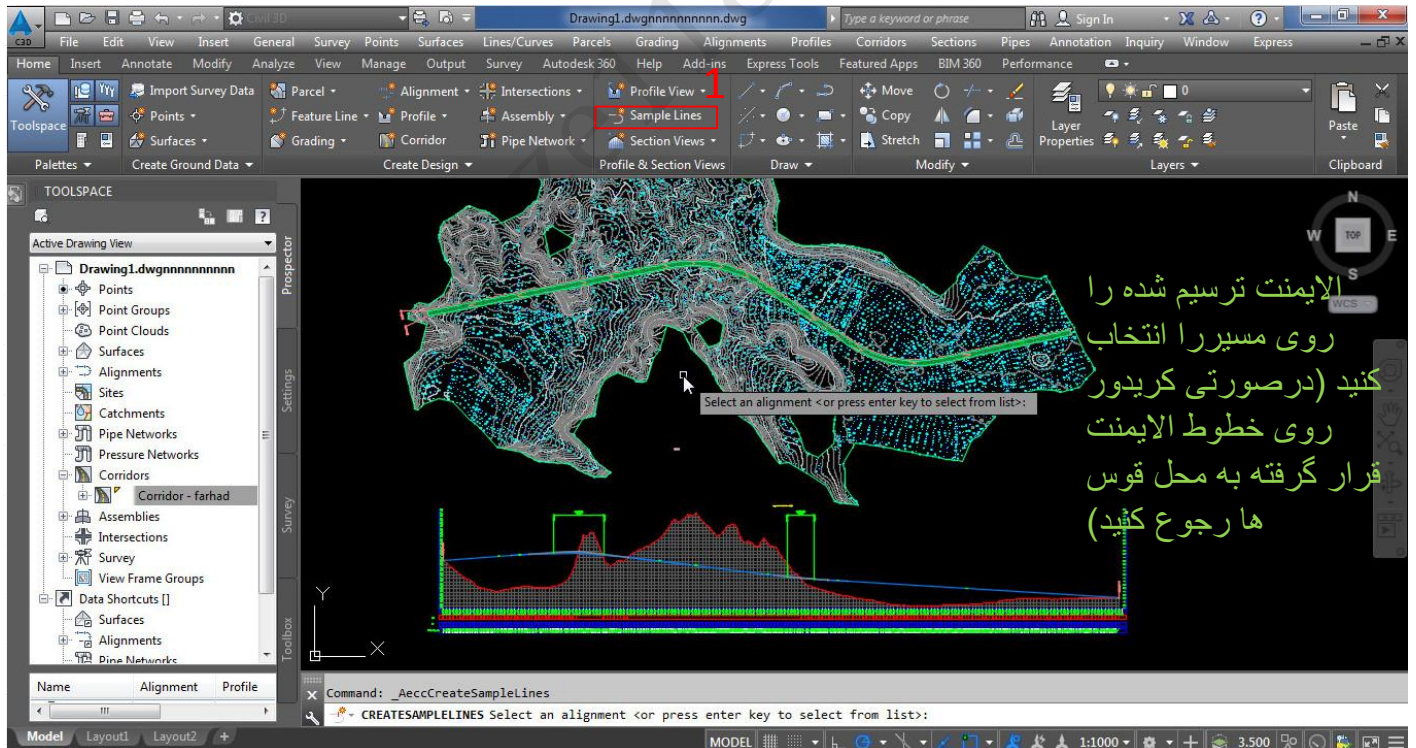 Civil 3D
Drawing1.dwgnnnnnnnnnn.dwg
Type a keyword or phrase
Sign In
C3D
File Edit View Insert General Survey Points Surfaces Lines/Curves Parcels Grading Alignments Profiles Corridors Sections Pipes Annotation Inquiry Window Express
Home Insert Annotate Modify Analyze View Manage Output Survey Autodesk 360 Help Add-ins Express Tools Featured Apps BIM 360 Performance
1
Import Survey Data Parcel Alignment Intersections Profile View Move 0
Toolspace Points Feature Line Profile Assembly Sample Lines Copy Layer Properties Paste
Surfaces Grading Corridor Pipe Network Section Views Stretch
Palettes Create Ground Data Create Design Profile & Section Views Draw Modify Layers Clipboard
TOOLSPACE
Active Drawing View
Drawing1.dwgnnnnnnnnnn
Points
Point Groups
Point Clouds
Surfaces
Alignments
Sites
Catchments
Pipe Networks
Pressure Networks
Corridors
Corridor - farhad
Assemblies
Intersections
Survey
View Frame Groups
Data Shortcuts []
Surfaces
Alignments
Pipe Networks
Name Alignment Profile
Prospector
Settings
Survey
Toolbox
N
W TOP E
S
WCS
الایمنت ترسیم شده را
روی مسیررا انتخاب
کنید (درصورتی کریدور
روی خطوط الایمنت
قرار گرفته به محل قوس
ها رجوع کنید)
Select an alignment <or press enter key to select from list>:
Y
X
Command: _AeccCreateSampleLines
CREATESAMPLELINES Select an alignment <or press enter key to select from list>:
Model Layout1 Layout2 +
MODEL 1:1000 3.500